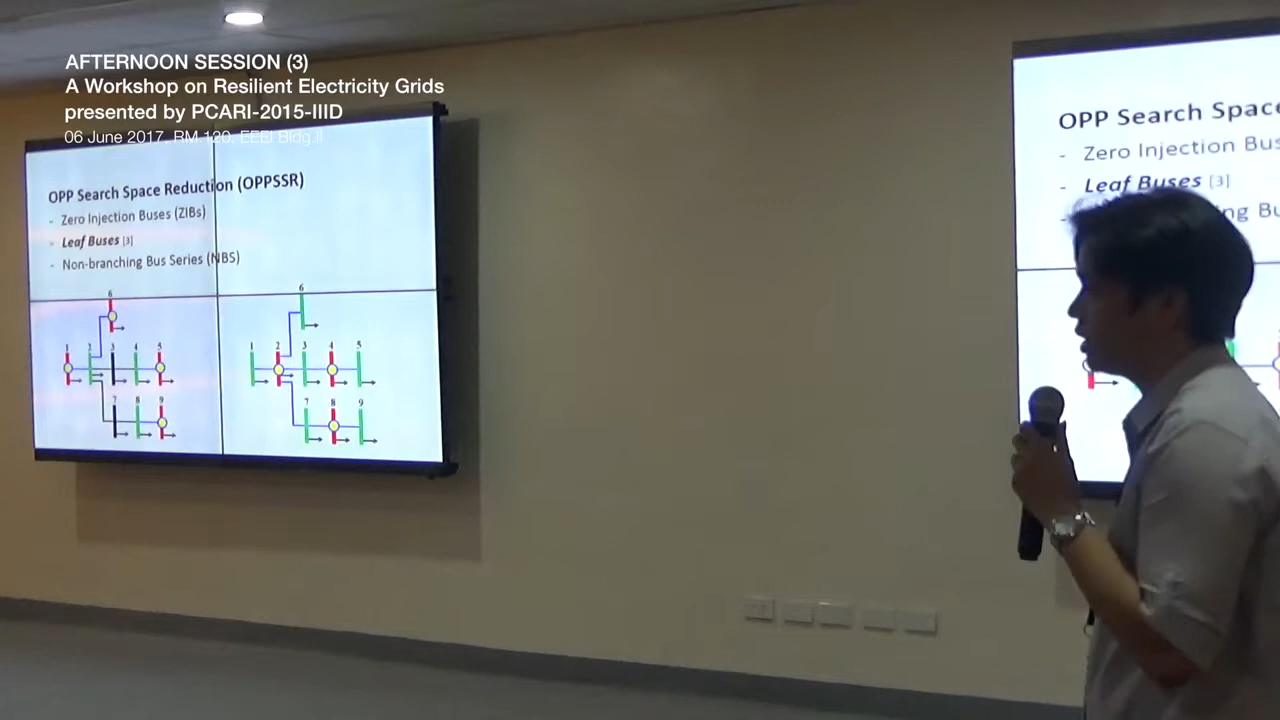 AFTERNOON SESSION (3)
A Workshop on Resilient Electricity Grids
presented by PCARI-2015-IIID
06 June 2017, RM.120, EEEI Bldg.II
OPP Search Space Reduction (OPPSSR)
- Zero Injection Buses (ZIBs)
- Leaf Buses [3]
- Non-branching Bus Series (NBS)
6
1 2 3 4 5
7 8 9
6
1 2 3 4 5
7 8 9
OPP Search Space
- Zero Injection Bus
- Leaf Buses [3]
ng Bu